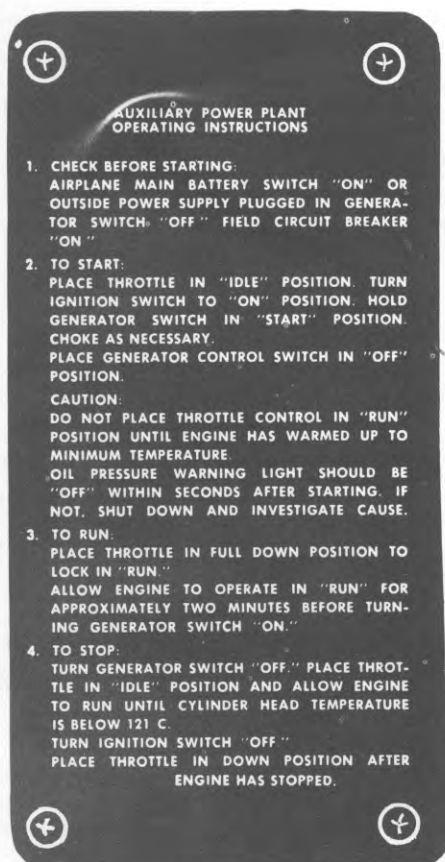 AUXILIARY POWER PLANT
OPERATING INSTRUCTIONS
1. CHECK BEFORE STARTING:
AIRPLANE MAIN BATTERY SWITCH "ON" OR
OUTSIDE POWER SUPPLY PLUGGED IN GENERA-
TOR SWITCH "OFF" FIELD CIRCUIT BREAKER
"ON"
2. TO START:
PLACE THROTTLE IN "IDLE" POSITION. TURN
IGNITION SWITCH TO "ON" POSITION. HOLD
GENERATOR SWITCH IN "START" POSITION.
CHOKE AS NECESSARY.
PLACE GENERATOR CONTROL SWITCH IN "OFF"
POSITION.
CAUTION:
DO NOT PLACE THROTTLE CONTROL IN "RUN"
POSITION UNTIL ENGINE HAS WARMED UP TO
MINIMUM TEMPERATURE.
OIL PRESSURE WARNING LIGHT SHOULD BE
"OFF" WITHIN SECONDS AFTER STARTING. IF
NOT, SHUT DOWN AND INVESTIGATE CAUSE.
3. TO RUN:
PLACE THROTTLE IN FULL DOWN POSITION TO
LOCK IN "RUN."
ALLOW ENGINE TO OPERATE IN "RUN" FOR
APPROXIMATELY TWO MINUTES BEFORE TURN-
ING GENERATOR SWITCH "ON."
4. TO STOP:
TURN GENERATOR SWITCH "OFF." PLACE THROT-
TLE IN "IDLE" POSITION AND ALLOW ENGINE
TO RUN UNTIL CYLINDER HEAD TEMPERATURE
IS BELOW 121 C.
TURN IGNITION SWITCH "OFF"
PLACE THROTTLE IN DOWN POSITION AFTER
ENGINE HAS STOPPED.